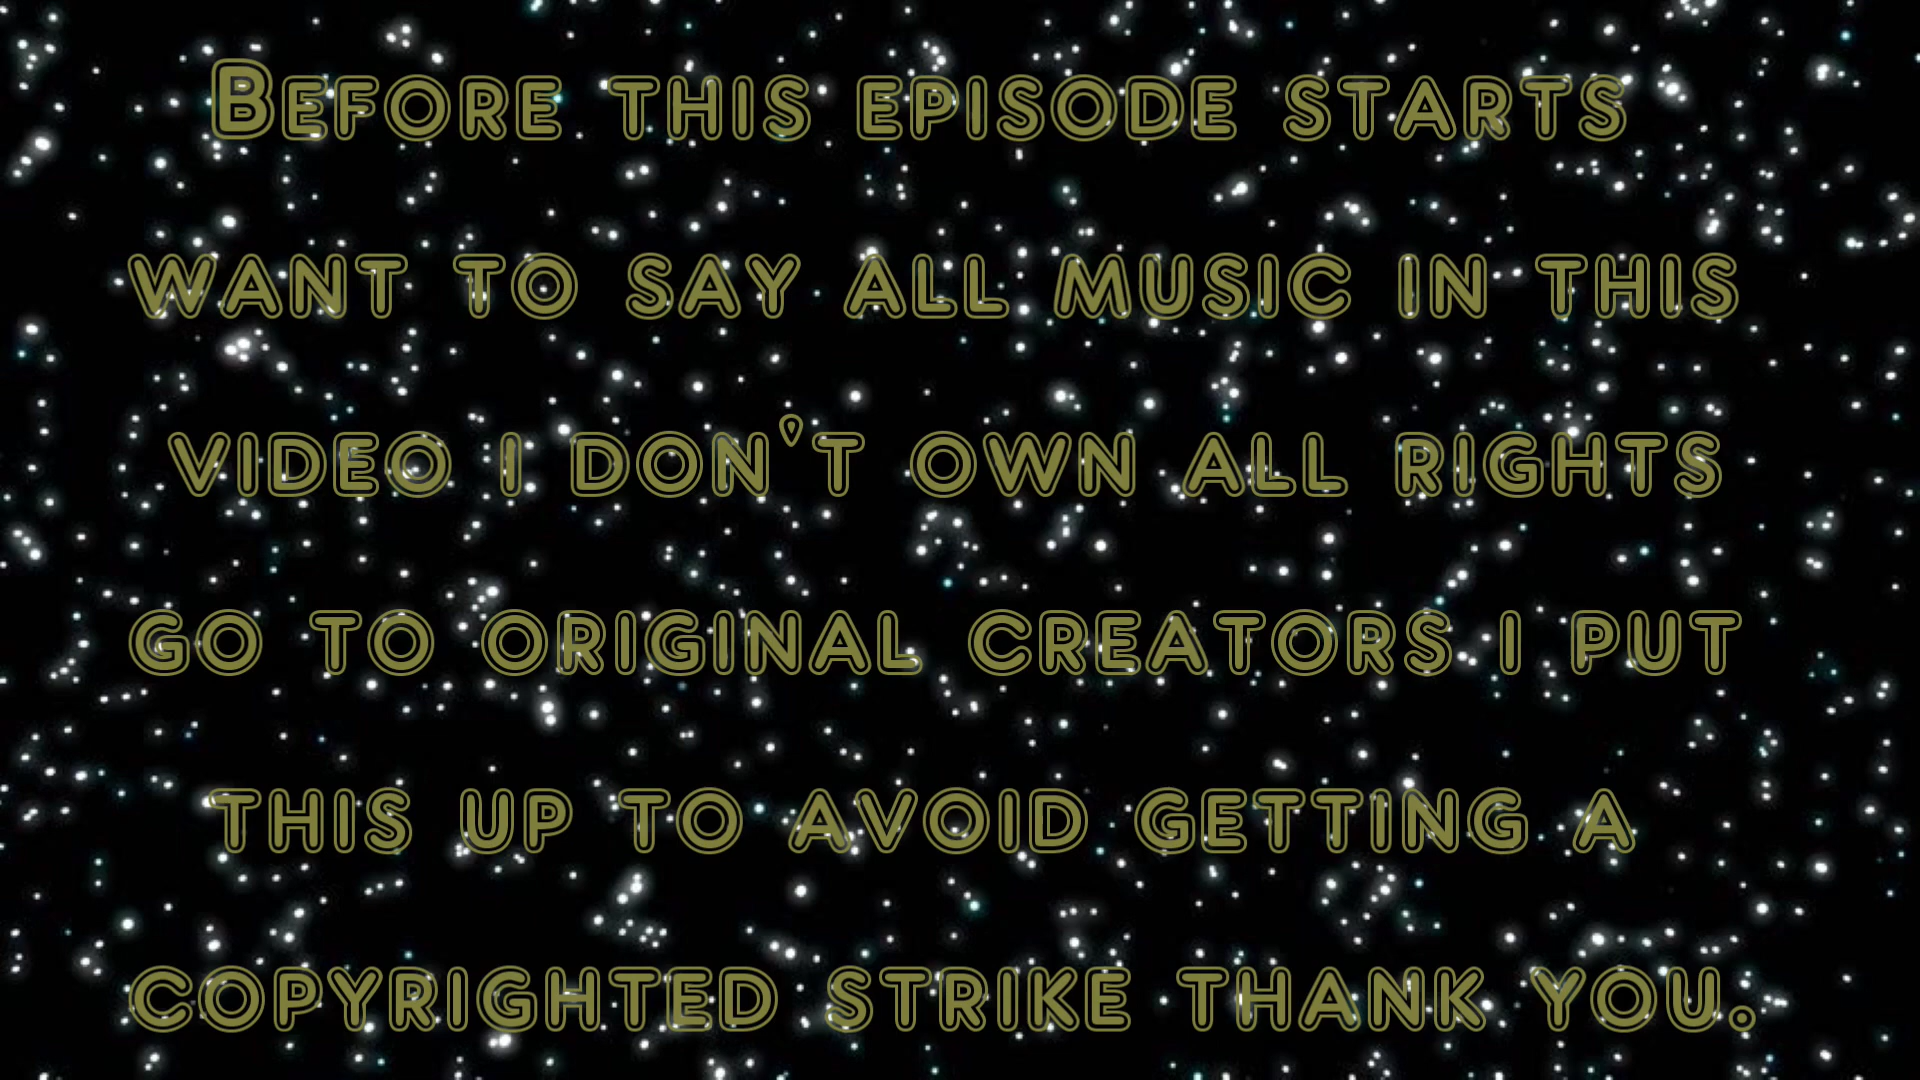 Before this episode starts
want to say all music in this
video i don't own all rights
go to original creators i put
this up to avoid getting a
copyrighted strike thank you.